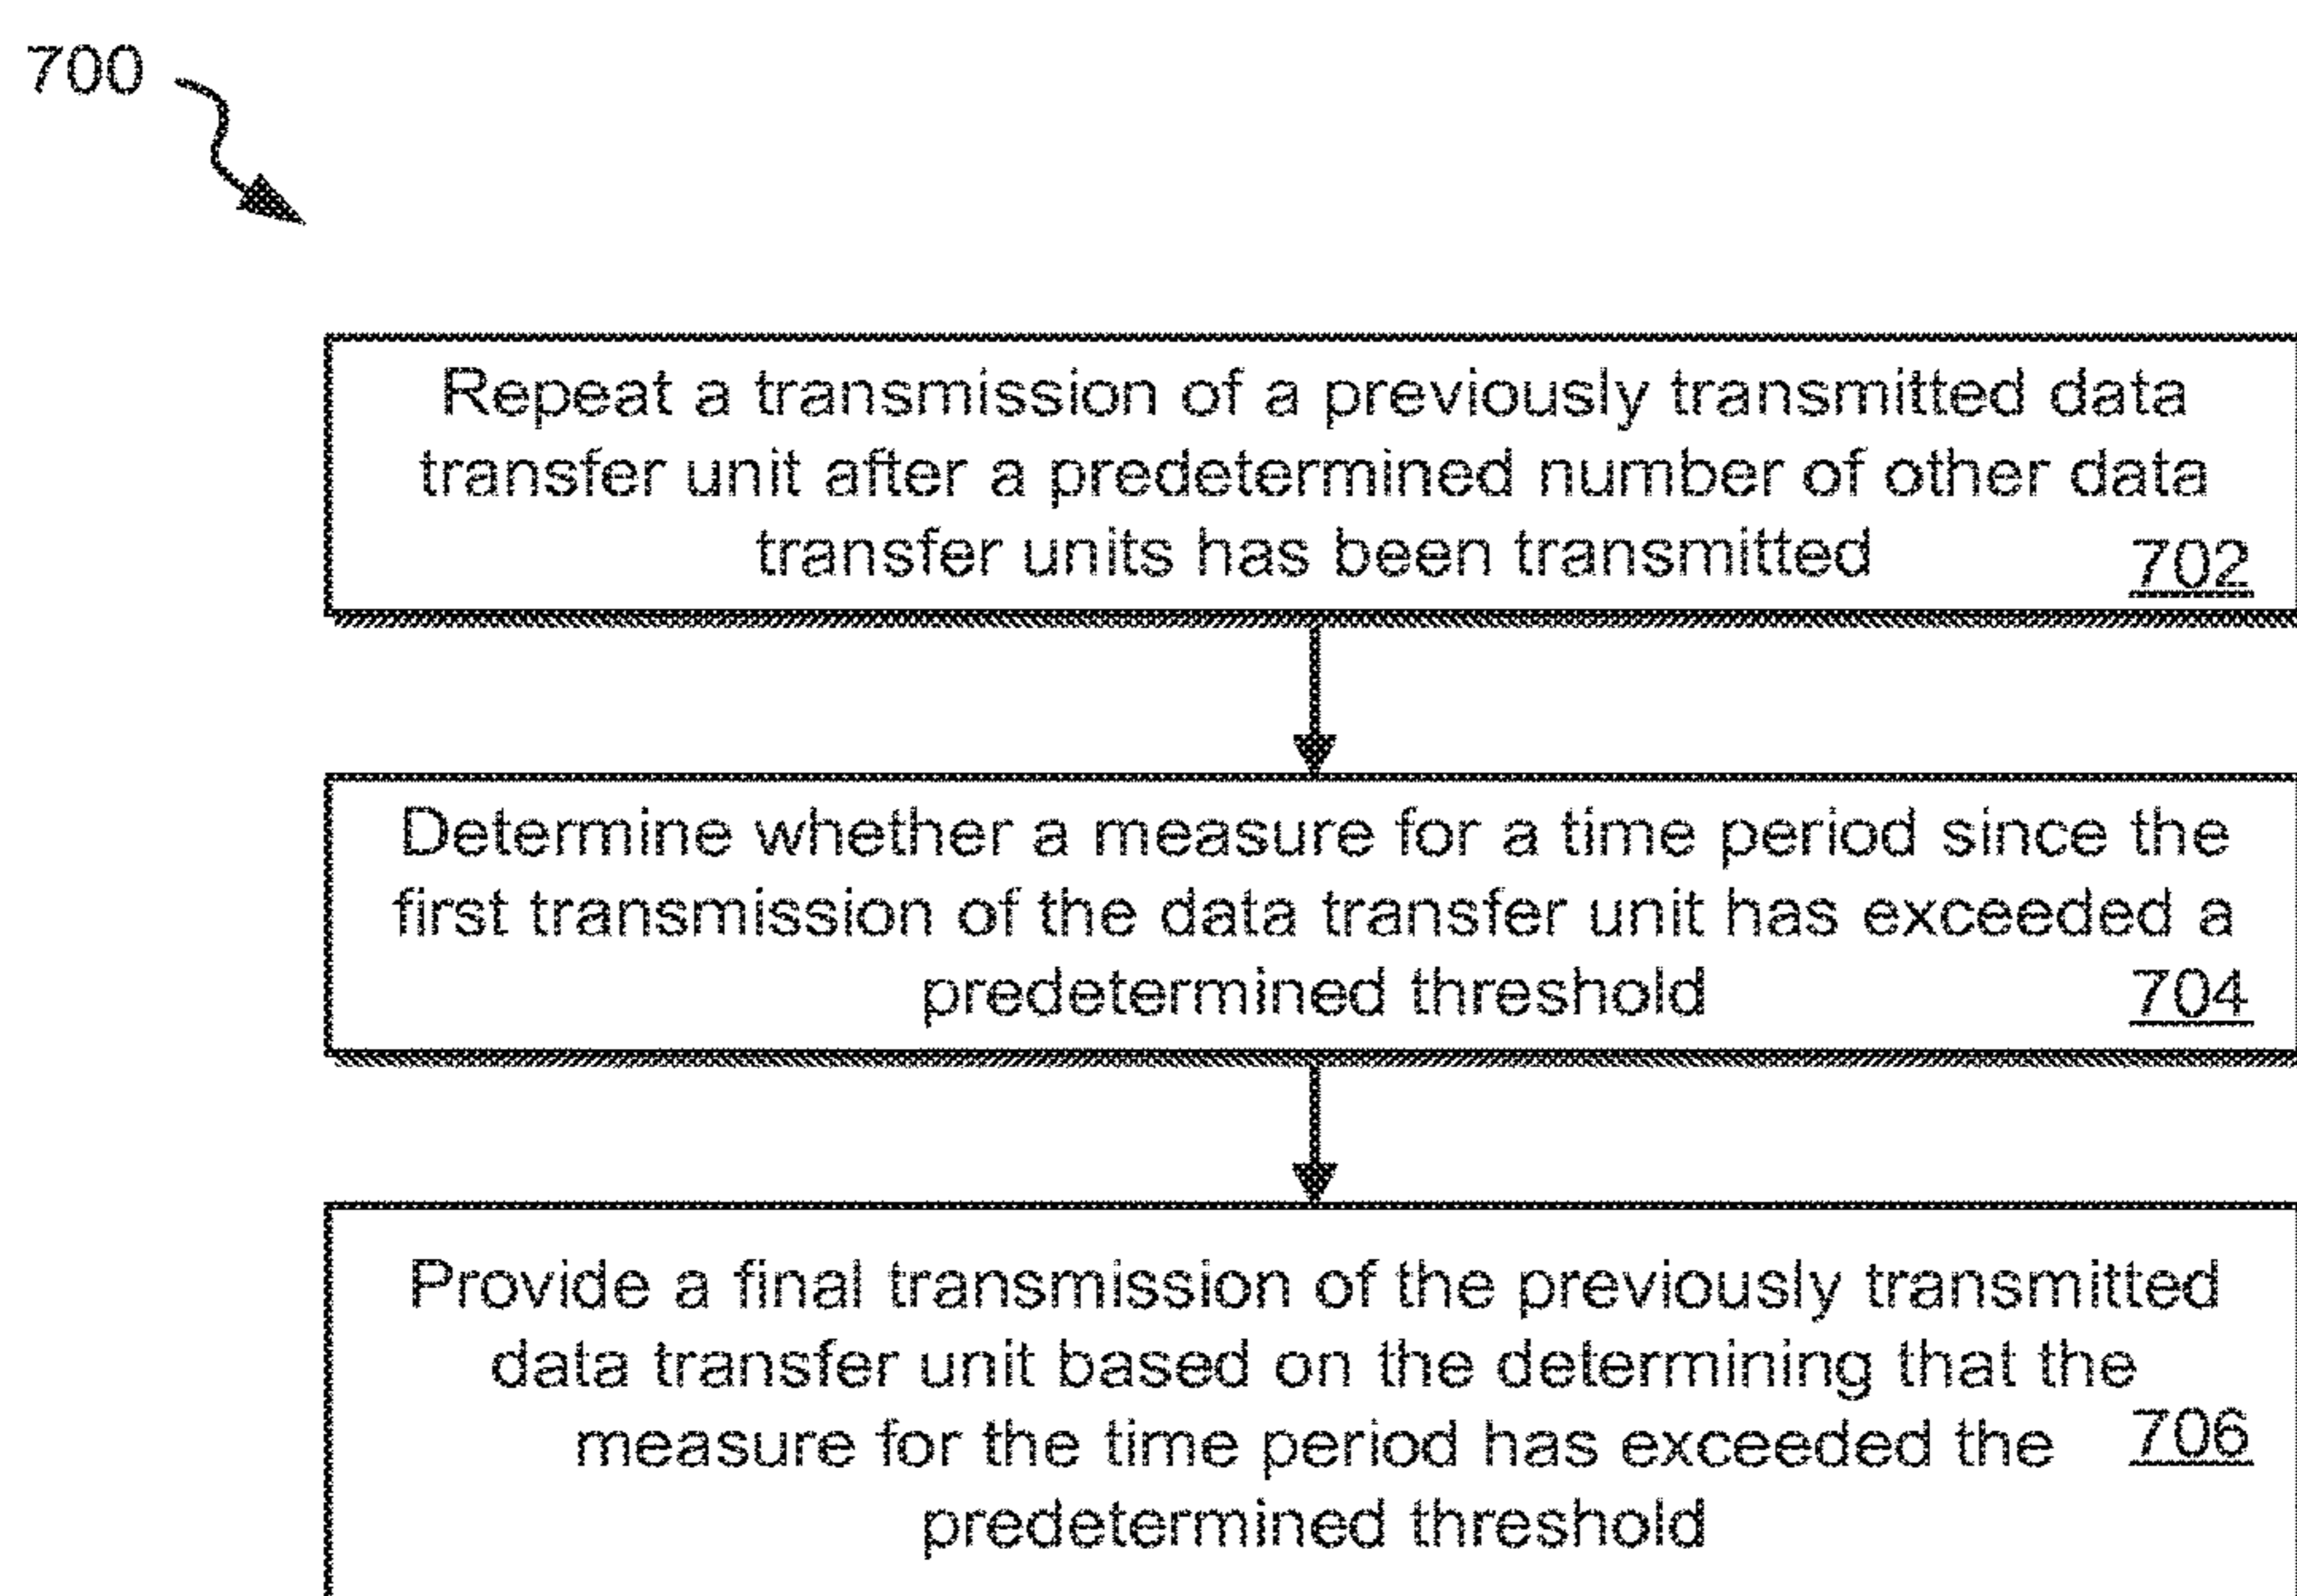 700
Repeat a transmission of a previously transmitted data
transfer unit after a predetermined number of other data
transfer units has been transmitted 702
Determine whether a measure for a time period since the
first transmission of the data transfer unit has exceeded a
predetermined threshold 704
Provide a final transmission of the previously transmitted
data transfer unit based on the determining that the
measure for the time period has exceeded the 706
predetermined threshold